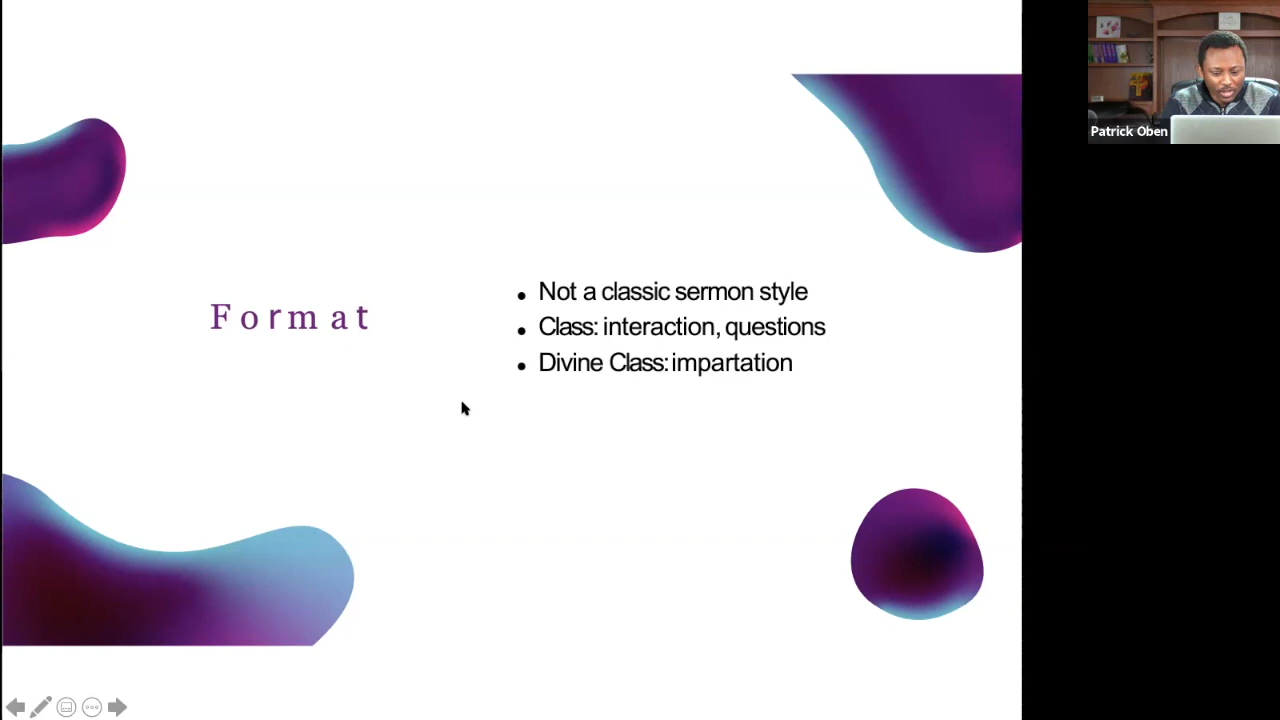 Format
• Not a classic sermon style
• Class: interaction, questions
• Divine Class: impartation
Patrick Oben